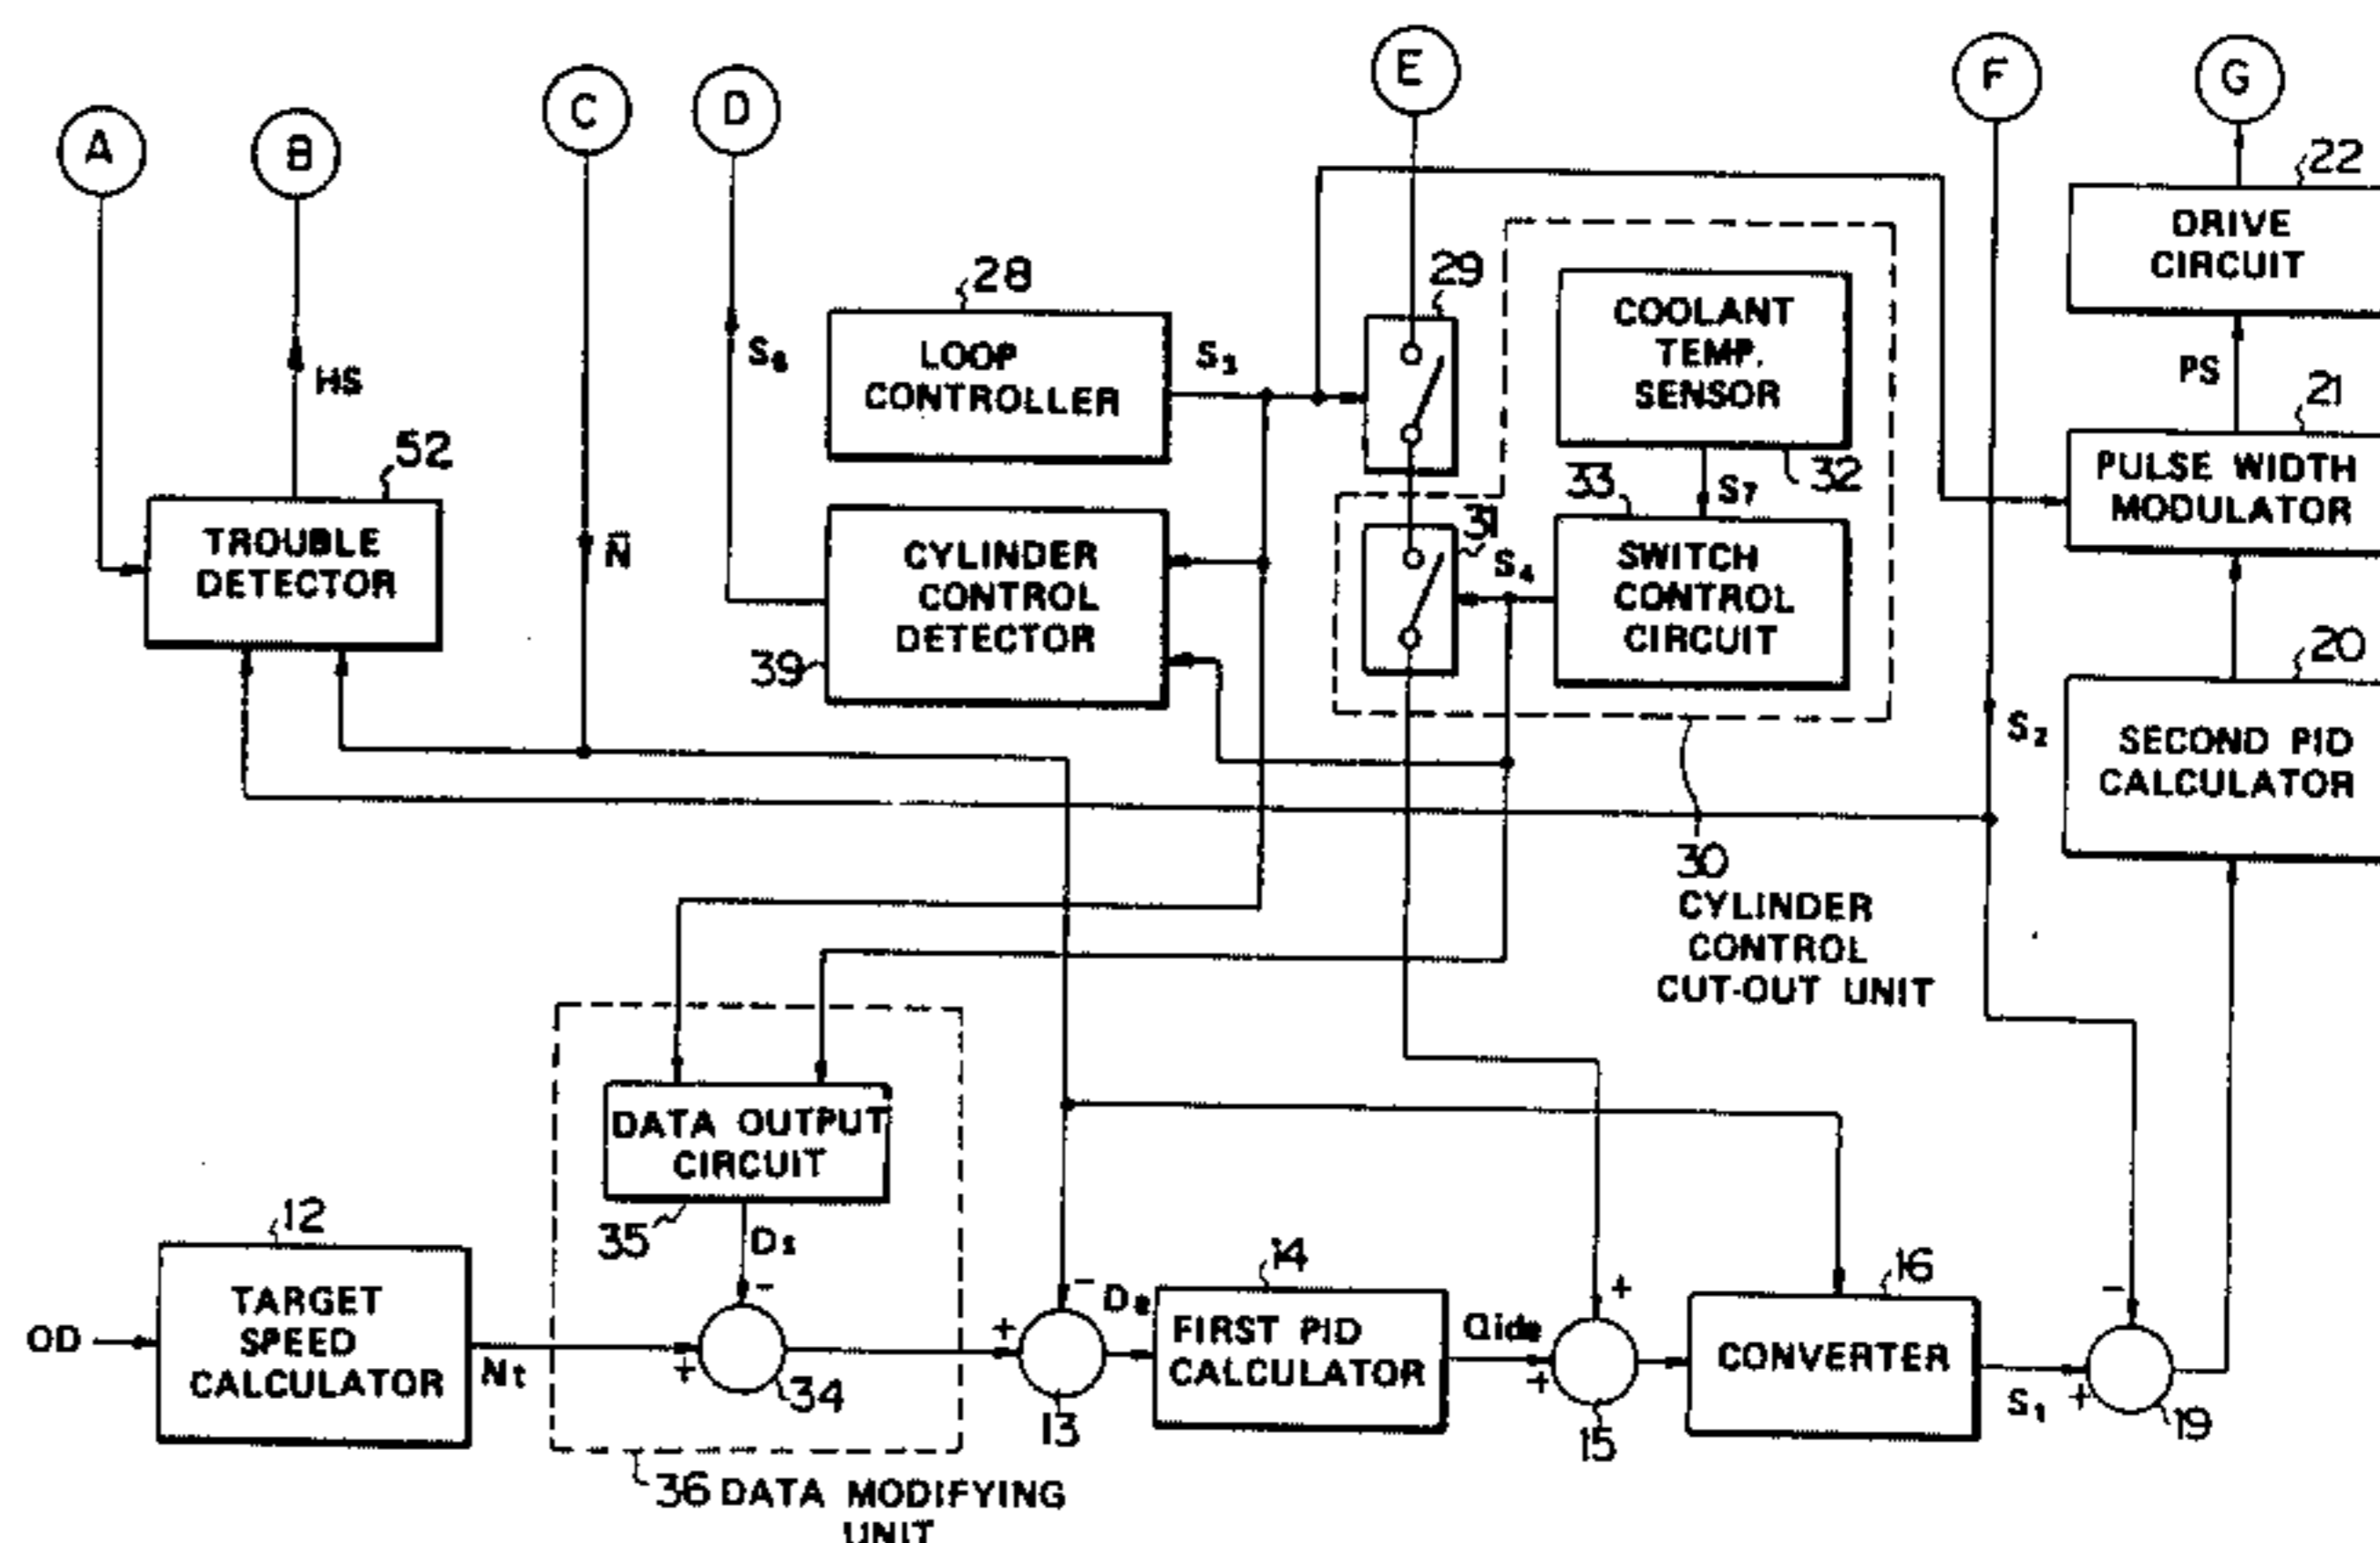 A
B
C
D
E
F
G
22
DRIVE
CIRCUIT
28
LOOP
CONTROLLER
S3
29
COOLANT
TEMP.
SENSOR
32
PS
21
PULSE WIDTH
MODULATOR
HS
52
TROUBLE
DETECTOR
N̄
CYLINDER
CONTROL
DETECTOR
39
31
S4
33
S7
SWITCH
CONTROL
CIRCUIT
S2
20
SECOND PID
CALCULATOR
30
CYLINDER
CONTROL
CUT-OUT UNIT
DATA OUTPUT
CIRCUIT
35
-
OD
12
TARGET
SPEED
CALCULATOR
Nt
+
34
+
-
13
14
FIRST PID
CALCULATOR
Qide
+
+
15
16
CONVERTER
S1
+
-
19
36 DATA MODIFYING
UNIT